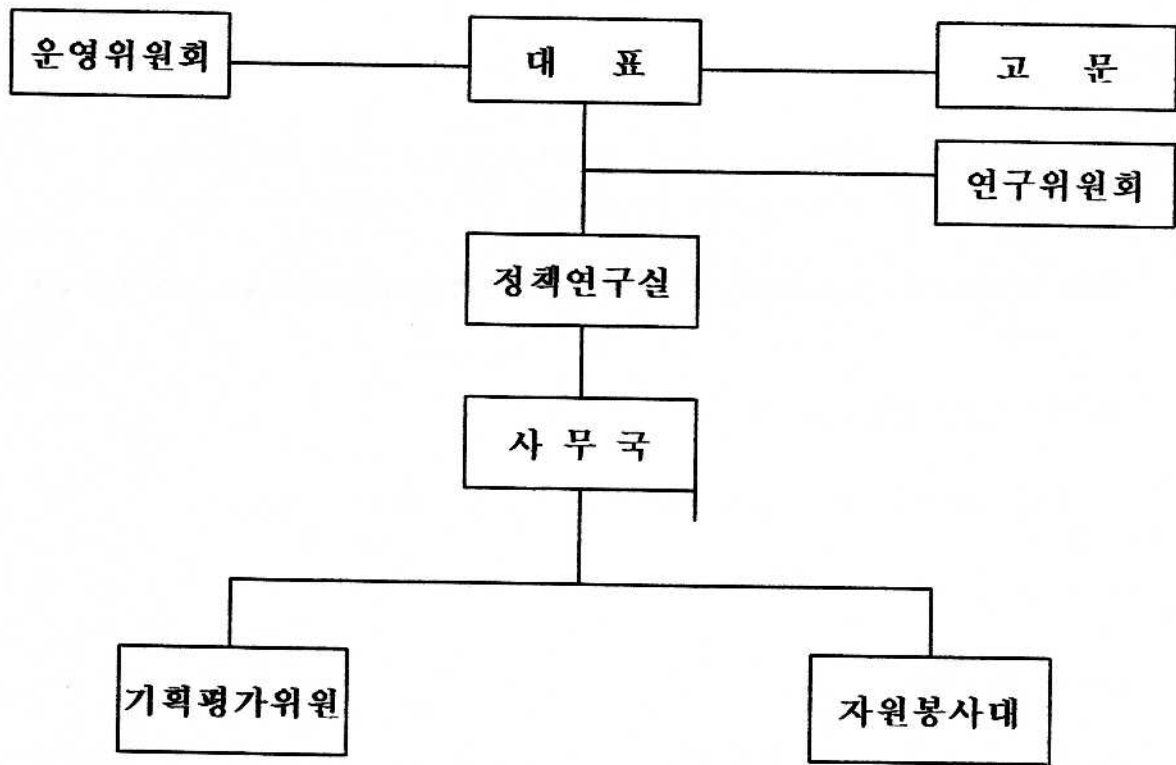 운영위원회
대 표
고 문
연구위원회
정책연구실
사 무 국
기획평가위원
자원봉사대